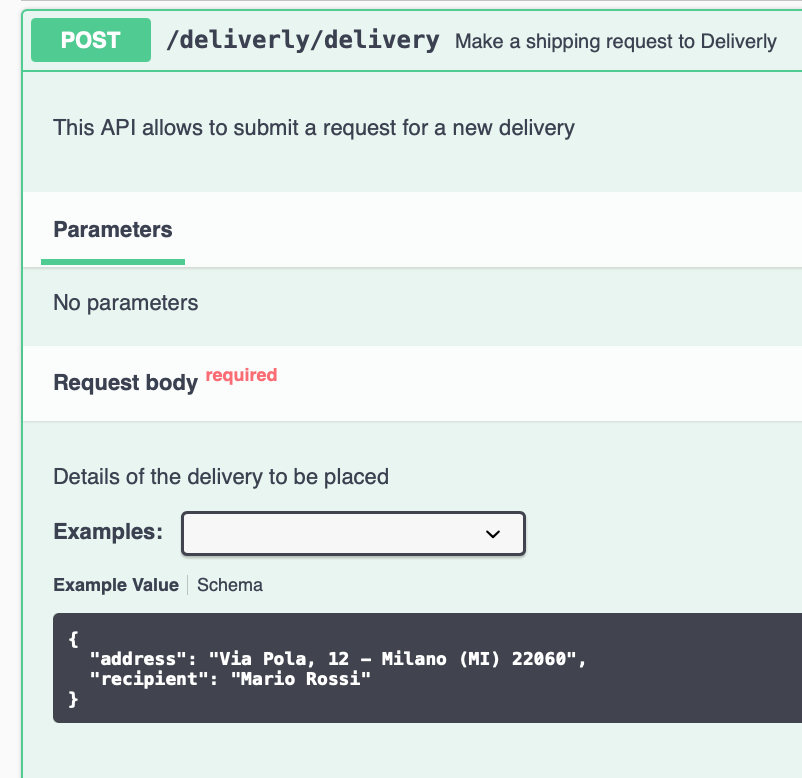 POST /deliverly/delivery Make a shipping request to Deliverly
This API allows to submit a request for a new delivery
Parameters
No parameters
Request body required
Details of the delivery to be placed
Examples:
Example Value Schema
{
"address": "Via Pola, 12 – Milano (MI) 22060",
"recipient": "Mario Rossi"
}